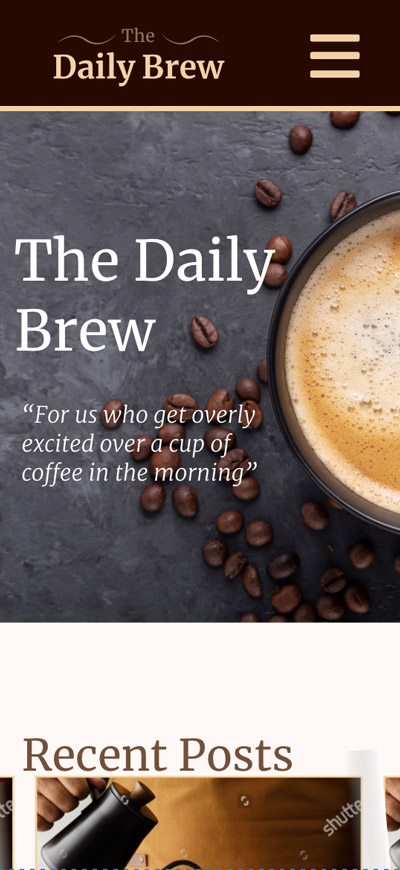 The
Daily Brew
The Daily
Brew
“For us who get overly
excited over a cup of
coffee in the morning”
Recent Posts
shutte